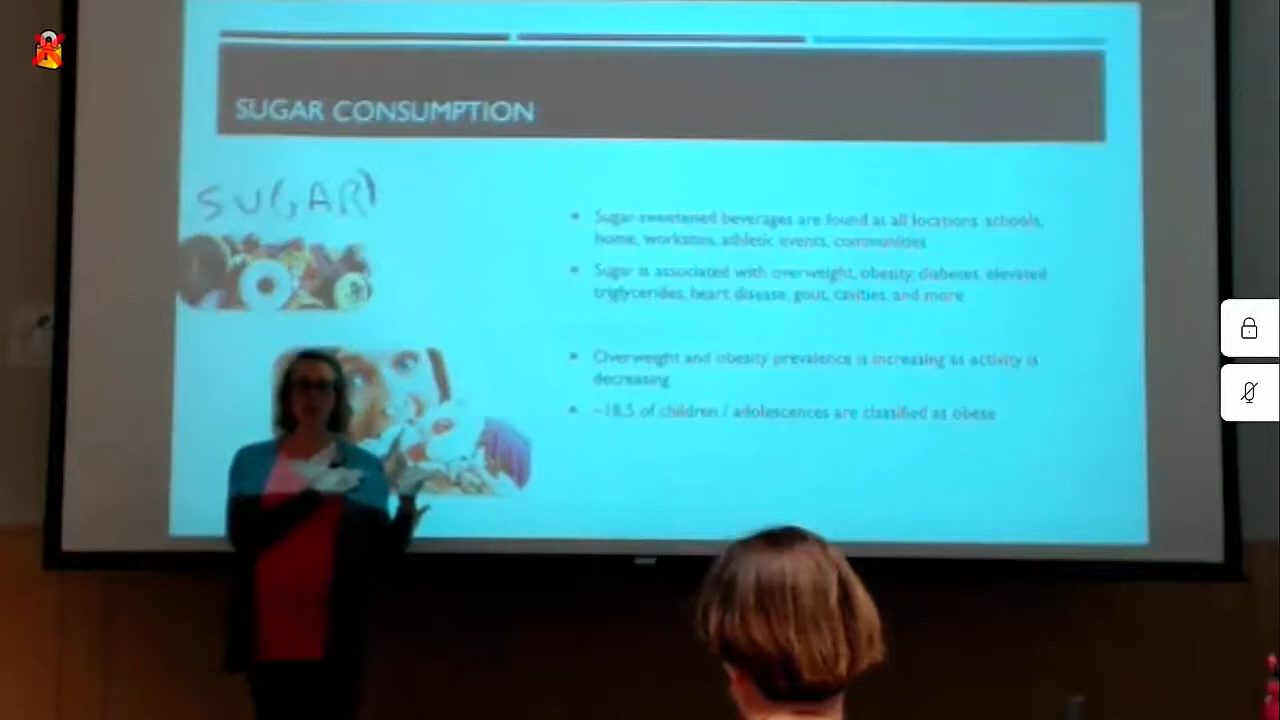 SUGAR CONSUMPTION
SUGAR
Sugar-sweetened beverages are found at all locations: schools,
home, worksites, athletic events, communities
Sugar is associated with overweight, obesity, diabetes, elevated
triglycerides, heart disease, gout, cavities, and more
Overweight and obesity prevalence is increasing as activity is
decreasing
~18.5 of children / adolescences are classified as obese